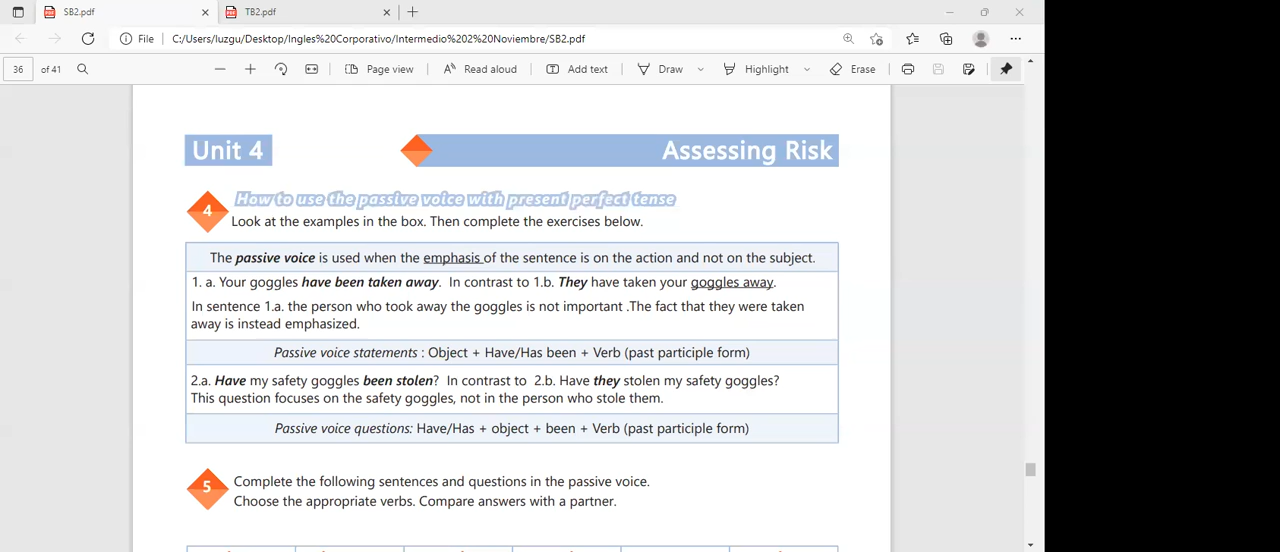 SB2.pdf
TB2.pdf
File C:/Users/luzgu/Desktop/Ingles%20Corporativo/Intermedio%202%20Noviembre/SB2.pdf
36 of 41 Page view Read aloud Add text Draw Highlight Erase
Unit 4 Assessing Risk
4 How to use the passive voice with present perfect tense
Look at the examples in the box. Then complete the exercises below.
The passive voice is used when the emphasis of the sentence is on the action and not on the subject.
1. a. Your goggles have been taken away. In contrast to 1.b. They have taken your goggles away.
In sentence 1.a. the person who took away the goggles is not important .The fact that they were taken
away is instead emphasized.
Passive voice statements : Object + Have/Has been + Verb (past participle form)
2.a. Have my safety goggles been stolen? In contrast to 2.b. Have they stolen my safety goggles?
This question focuses on the safety goggles, not in the person who stole them.
Passive voice questions: Have/Has + object + been + Verb (past participle form)
5 Complete the following sentences and questions in the passive voice.
Choose the appropriate verbs. Compare answers with a partner.